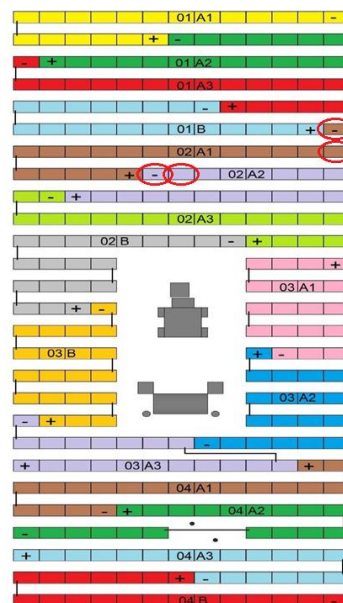 01|A1 -
+ -
- + 01|A2
01|A3
- +
01|B + -
02|A1
+ - 02|A2
- +
02|A3
02|B - +
+
03|A1
+ -
03|B + -
03|A2
- +
-
+ 03|A3 +
04|A1
- + 04|A2
-
+ 04|A3
+ -
04|B -